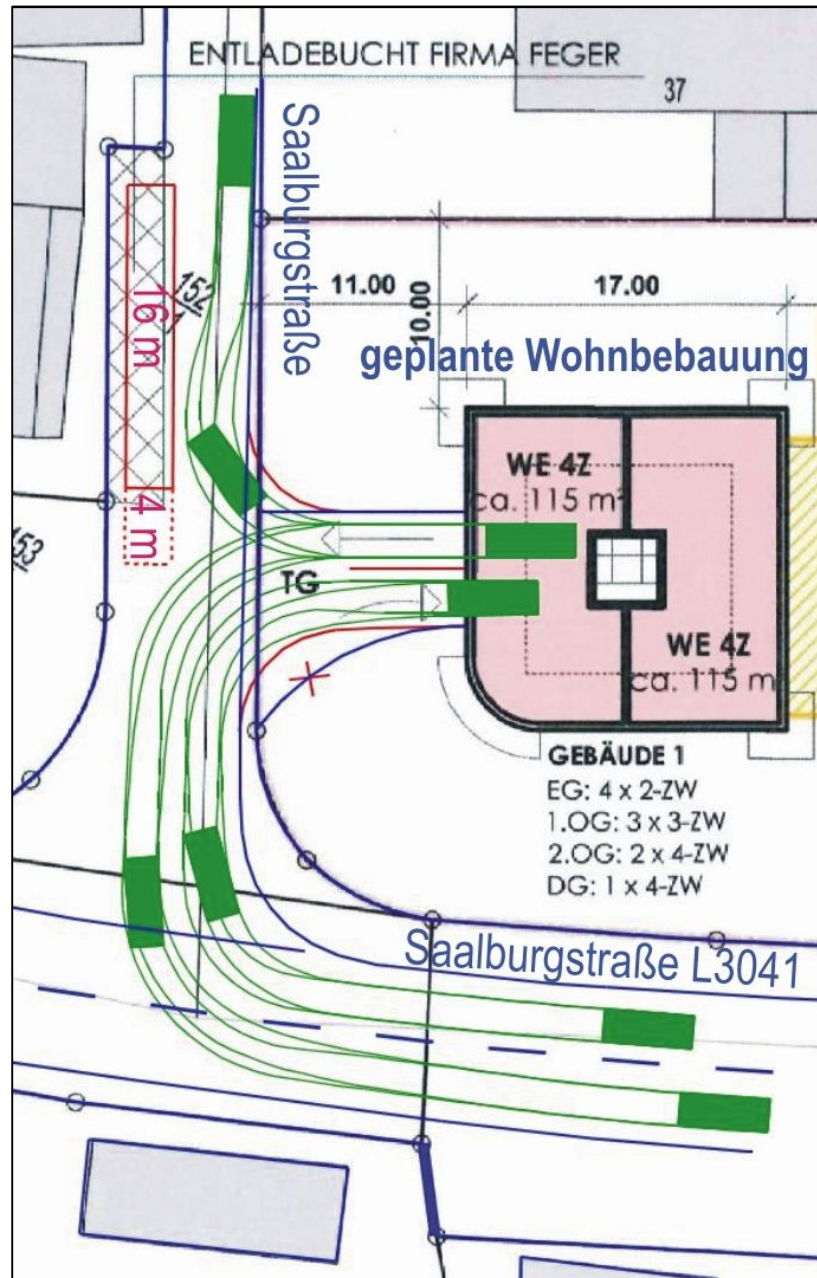 ENTLADEBUCHT FIRMA FEGER
37
Saalburgstraße
152
1
11.00
17.00
10.00
16 m
geplante Wohnbebauung
WE 4Z
ca. 115 m²
4 m
153
TG
WE 4Z
ca. 115 m
GEBÄUDE 1
EG: 4 x 2-ZW
1.OG: 3 x 3-ZW
2.OG: 2 x 4-ZW
DG: 1 x 4-ZW
Saalburgstraße L3041